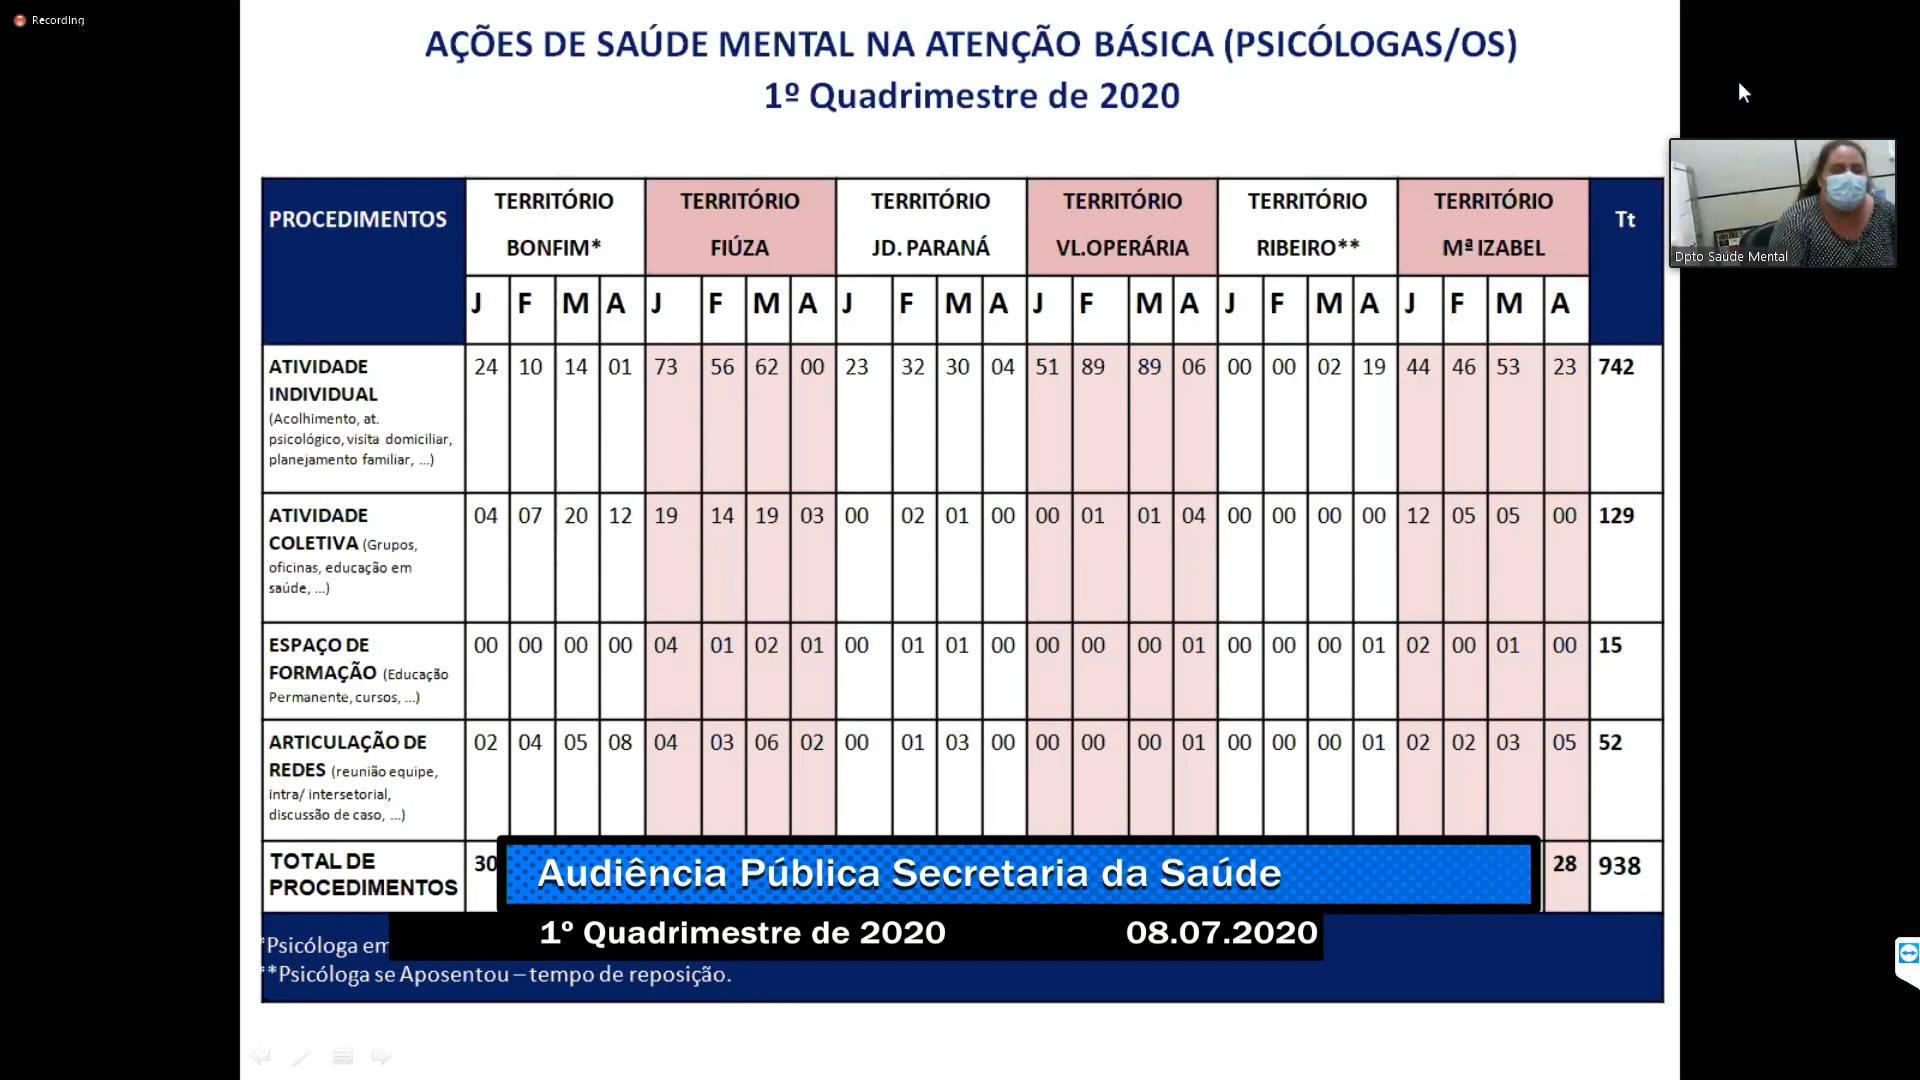 Recording
AÇÕES DE SAÚDE MENTAL NA ATENÇÃO BÁSICA (PSICÓLOGAS/OS)
1º Quadrimestre de 2020
PROCEDIMENTOS TERRITÓRIO BONFIM* TERRITÓRIO FIÚZA TERRITÓRIO JD. PARANÁ TERRITÓRIO VL.OPERÁRIA TERRITÓRIO RIBEIRO** TERRITÓRIO Mª IZABEL Tt
J F M A J F M A J F M A J F M A J F M A J F M A
ATIVIDADE 24 10 14 01 73 56 62 00 23 32 30 04 51 89 89 06 00 00 02 19 44 46 53 23 742
INDIVIDUAL
(Acolhimento, at.
psicológico, visita domiciliar,
planejamento familiar, ...)
ATIVIDADE 04 07 20 12 19 14 19 03 00 02 01 00 00 01 01 04 00 00 00 00 12 05 05 00 129
COLETIVA (Grupos,
oficinas, educação em
saúde, ...)
ESPAÇO DE 00 00 00 00 04 01 02 01 00 01 01 00 00 00 00 01 00 00 00 01 02 00 01 00 15
FORMAÇÃO (Educação
Permanente, cursos, ...)
ARTICULAÇÃO DE 02 04 05 08 04 03 06 02 00 01 03 00 00 00 00 01 00 00 00 01 02 02 03 05 52
REDES (reunião equipe,
intra/ intersetorial,
discussão de caso, ...)
TOTAL DE 30 28 938
PROCEDIMENTOS
Audiência Pública Secretaria da Saúde
1º Quadrimestre de 2020 08.07.2020
*Psicóloga em
**Psicóloga se Aposentou – tempo de reposição.
Dpto Saúde Mental